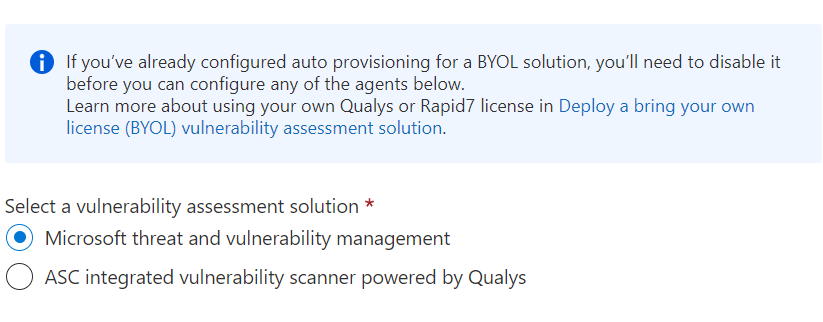 If you've already configured auto provisioning for a BYOL solution, you'll need to disable it
before you can configure any of the agents below.
Learn more about using your own Qualys or Rapid7 license in Deploy a bring your own
license (BYOL) vulnerability assessment solution.
Select a vulnerability assessment solution *
Microsoft threat and vulnerability management
ASC integrated vulnerability scanner powered by Qualys